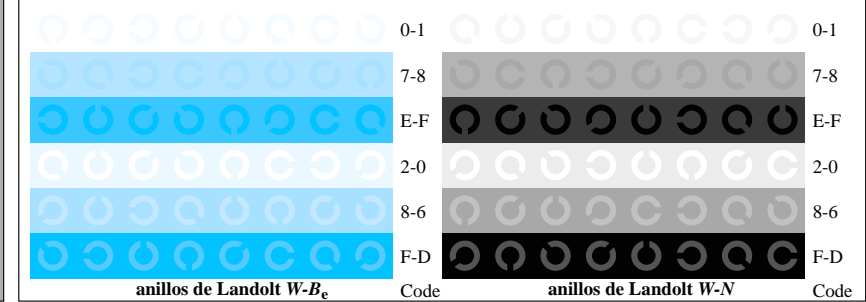 0-1 0-1
7-8 7-8
E-F E-F
2-0 2-0
8-6 8-6
F-D F-D
anillos de Landolt W-Be Code anillos de Landolt W-N Code